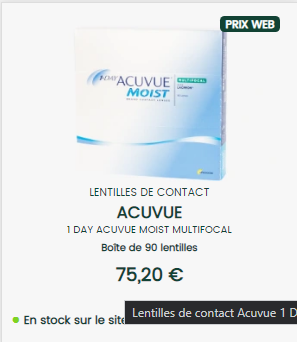 PRIX WEB
1-DAY ACUVUE
MOIST
MULTIFOCAL
LENTILLES DE CONTACT
ACUVUE
1 DAY ACUVUE MOIST MULTIFOCAL
Boîte de 90 lentilles
75,20 €
Lentilles de contact Acuvue 1 D
En stock sur le site